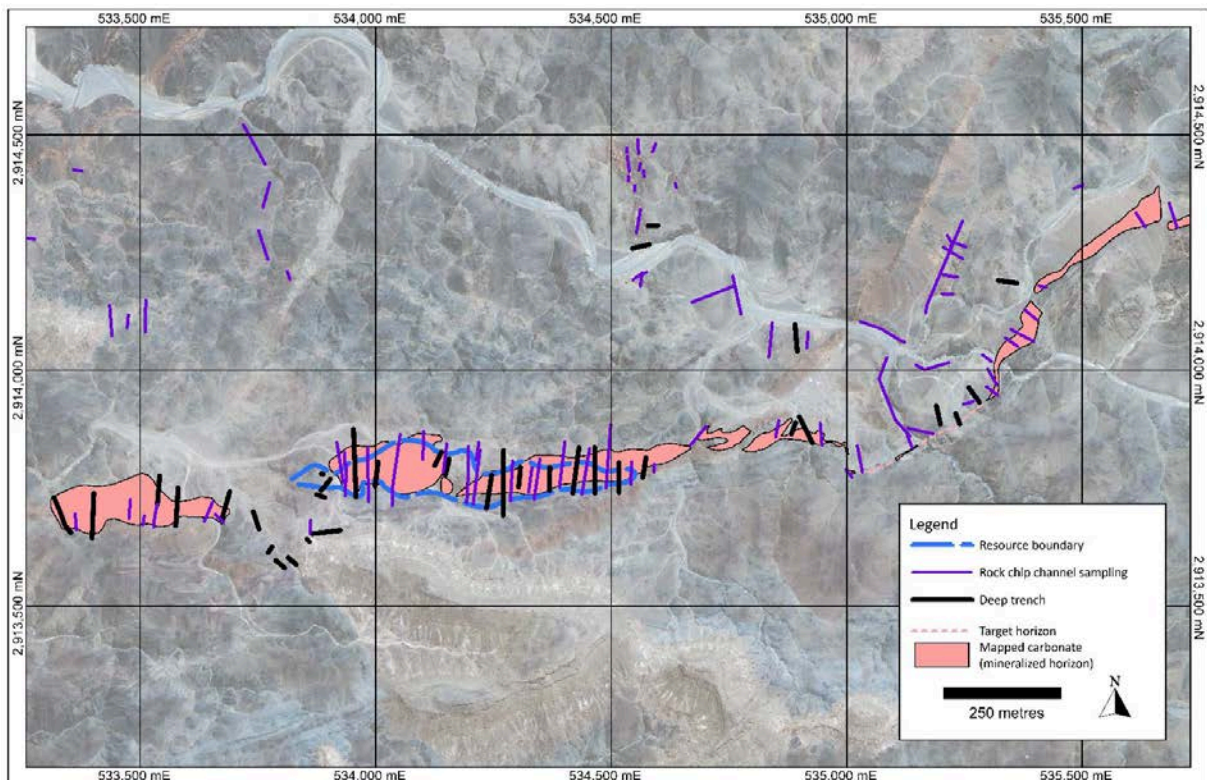 533,500 mE
534,000 mE
534,500 mE
535,000 mE
535,500 mE
2,914,500 mN
2,914,500 mN
2,914,000 mN
2,914,000 mN
2,913,500 mN
2,913,500 mN
Legend
Resource boundary
Rock chip channel sampling
Deep trench
Target horizon
Mapped carbonate
(mineralized horizon)
N
250 metres
533,500 mE
534,000 mE
534,500 mE
535,000 mE
535,500 mE